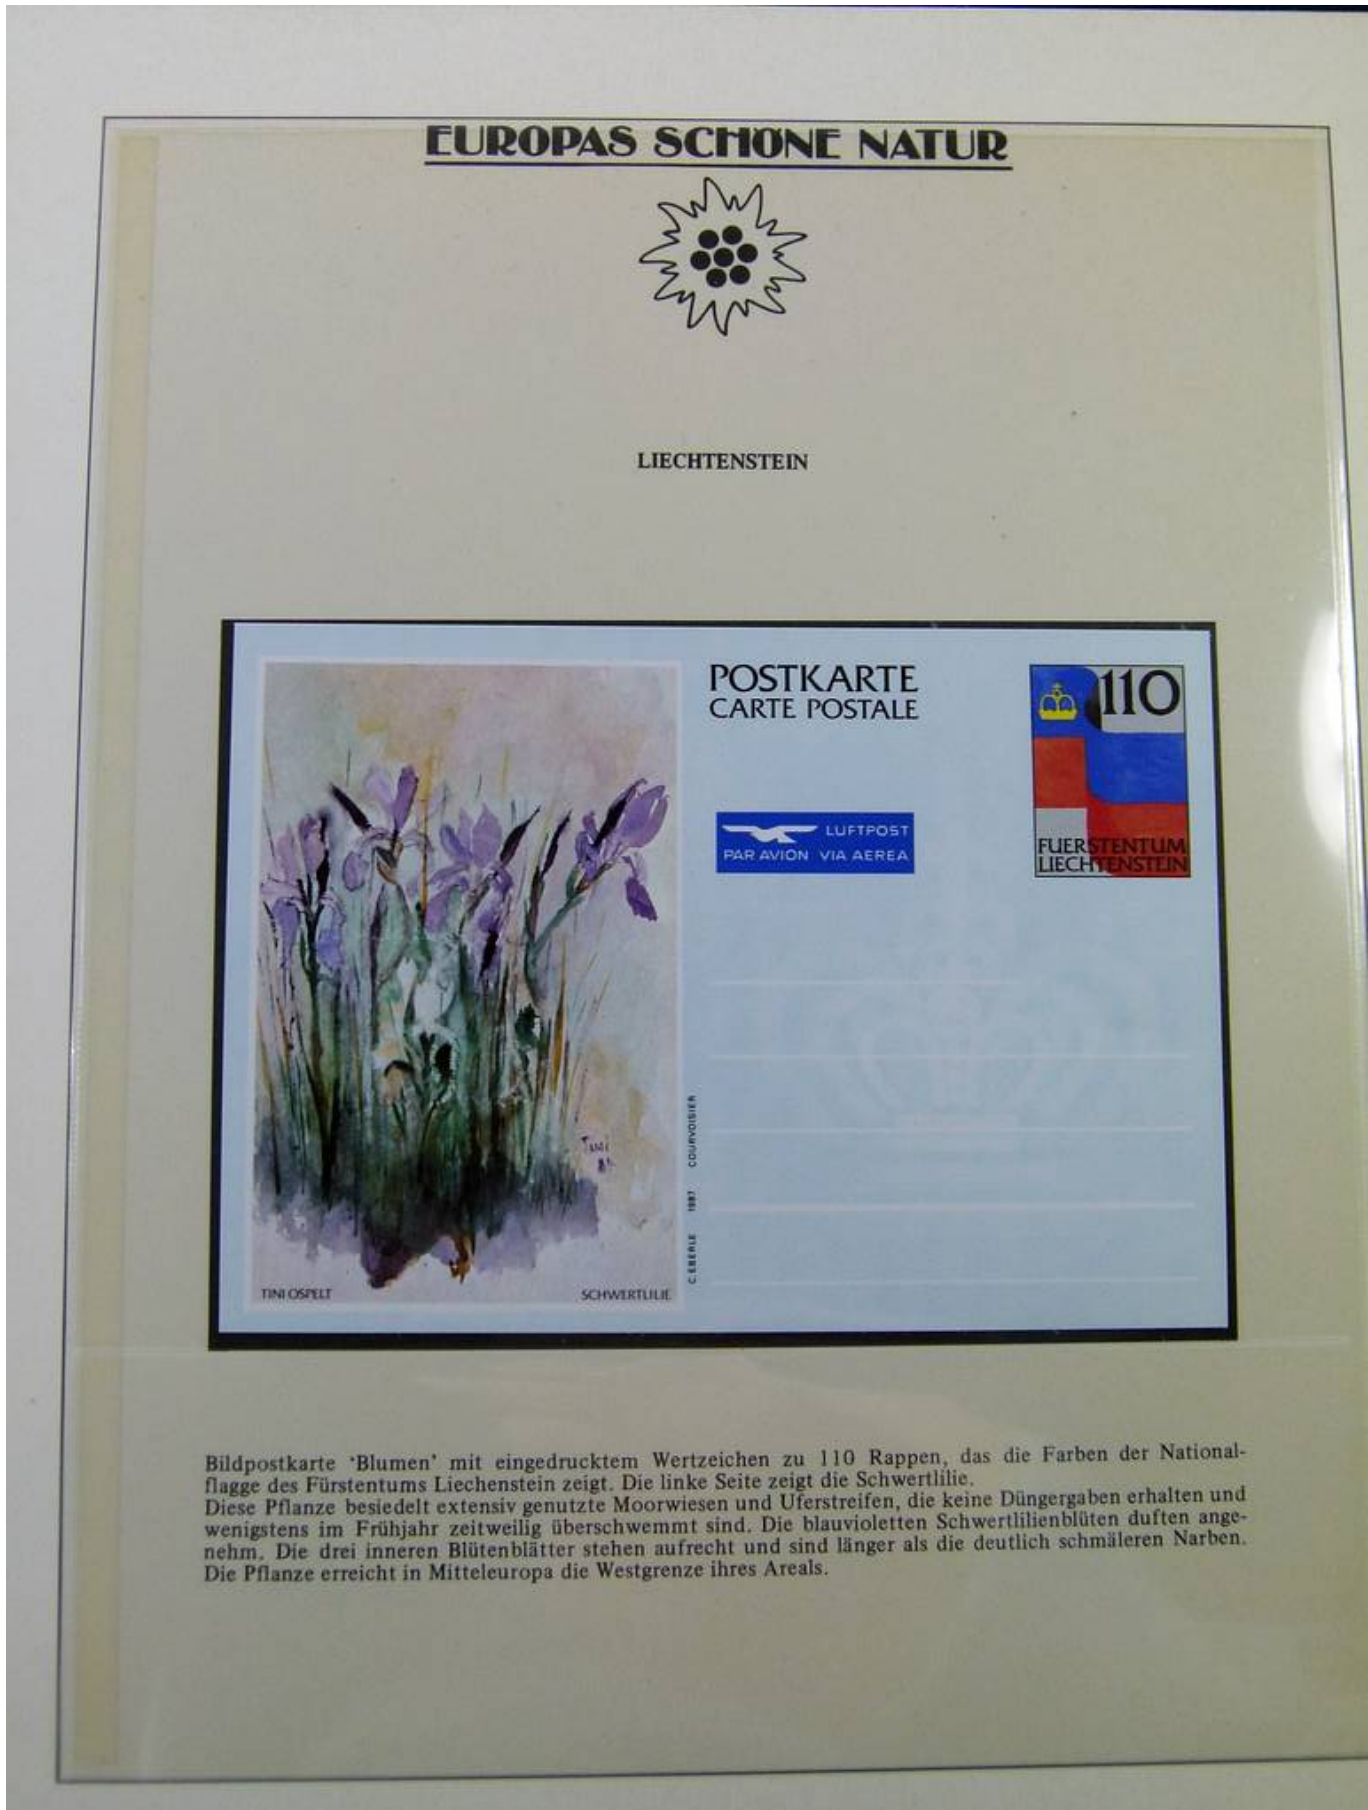 EUROPAS SCHÖNE NATUR
LIECHTENSTEIN
POSTKARTE
CARTE POSTALE
110
FUERSTENTUM
LIECHTENSTEIN
LUFTPOST
PAR AVION VIA AEREA
Tini
TINI OSPELT
SCHWERTLILIE
C. EBERLE 1987 COURVOISIER
Bildpostkarte ‘Blumen’ mit eingedrucktem Wertzeichen zu 110 Rappen, das die Farben der National-
flagge des Fürstentums Liechenstein zeigt. Die linke Seite zeigt die Schwertlilie.
Diese Pflanze besiedelt extensiv genutzte Moorwiesen und Uferstreifen, die keine Düngergaben erhalten und
wenigstens im Frühjahr zeitweilig überschwemmt sind. Die blauvioletten Schwertlilienblüten duften ange-
nehm. Die drei inneren Blütenblätter stehen aufrecht und sind länger als die deutlich schmäleren Narben.
Die Pflanze erreicht in Mitteleuropa die Westgrenze ihres Areals.